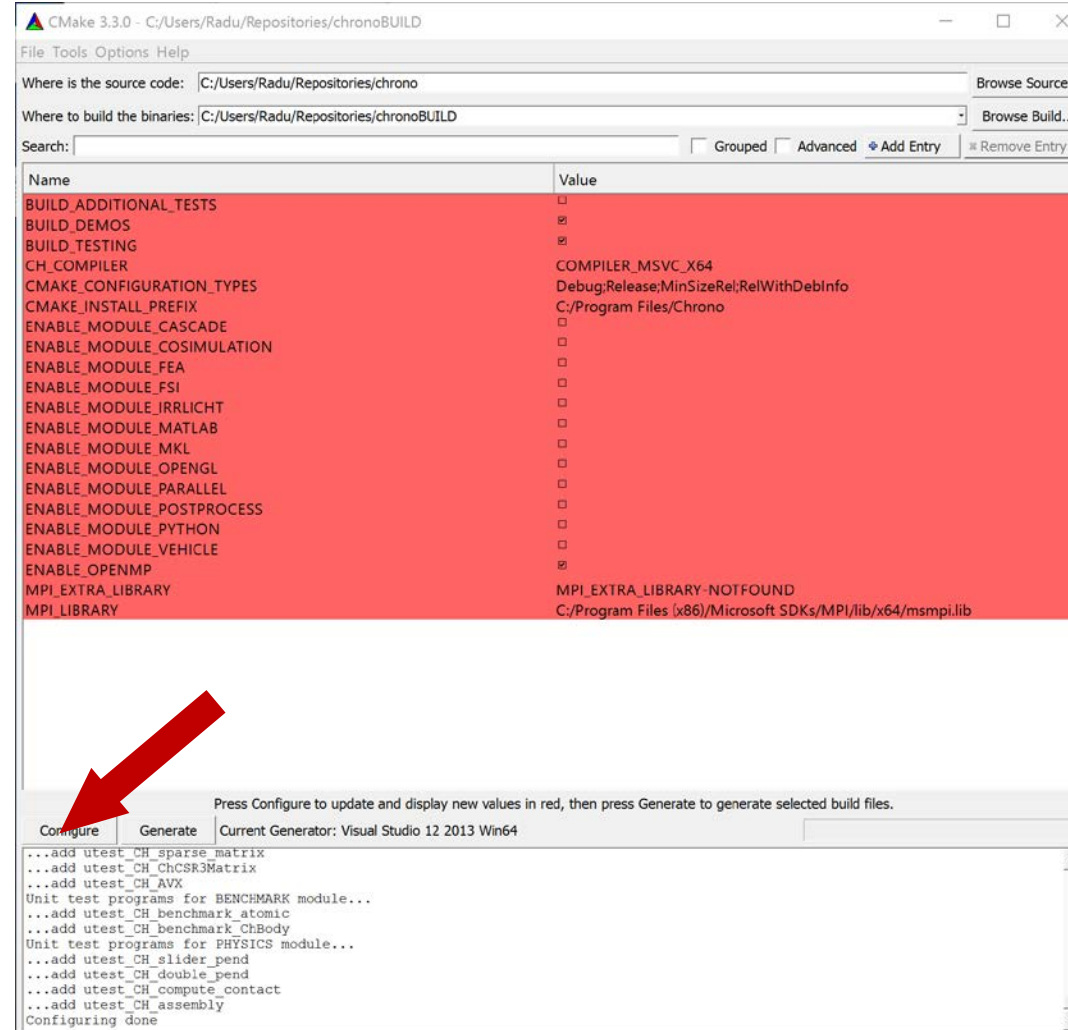 CMake 3.3.0 - C:/Users/Radu/Repositories/chronoBUILD
File Tools Options Help
Where is the source code: C:/Users/Radu/Repositories/chrono Browse Source
Where to build the binaries: C:/Users/Radu/Repositories/chronoBUILD Browse Build..
Search: Grouped Advanced Add Entry Remove Entry
Name Value
BUILD_ADDITIONAL_TESTS
BUILD_DEMOS
BUILD_TESTING
CH_COMPILER COMPILER_MSVC_X64
CMAKE_CONFIGURATION_TYPES Debug;Release;MinSizeRel;RelWithDebInfo
CMAKE_INSTALL_PREFIX C:/Program Files/Chrono
ENABLE_MODULE_CASCADE
ENABLE_MODULE_COSIMULATION
ENABLE_MODULE_FEA
ENABLE_MODULE_FSI
ENABLE_MODULE_IRRLICHT
ENABLE_MODULE_MATLAB
ENABLE_MODULE_MKL
ENABLE_MODULE_OPENGL
ENABLE_MODULE_PARALLEL
ENABLE_MODULE_POSTPROCESS
ENABLE_MODULE_PYTHON
ENABLE_MODULE_VEHICLE
ENABLE_OPENMP
MPI_EXTRA_LIBRARY MPI_EXTRA_LIBRARY-NOTFOUND
MPI_LIBRARY C:/Program Files (x86)/Microsoft SDKs/MPI/lib/x64/msmpi.lib
Press Configure to update and display new values in red, then press Generate to generate selected build files.
Configure Generate Current Generator: Visual Studio 12 2013 Win64
...add utest_CH_sparse_matrix
...add utest_CH_ChCSR3Matrix
...add utest_CH_AVX
Unit test programs for BENCHMARK module...
...add utest_CH_benchmark_atomic
...add utest_CH_benchmark_ChBody
Unit test programs for PHYSICS module...
...add utest_CH_slider_pend
...add utest_CH_double_pend
...add utest_CH_compute_contact
...add utest_CH_assembly
Configuring done